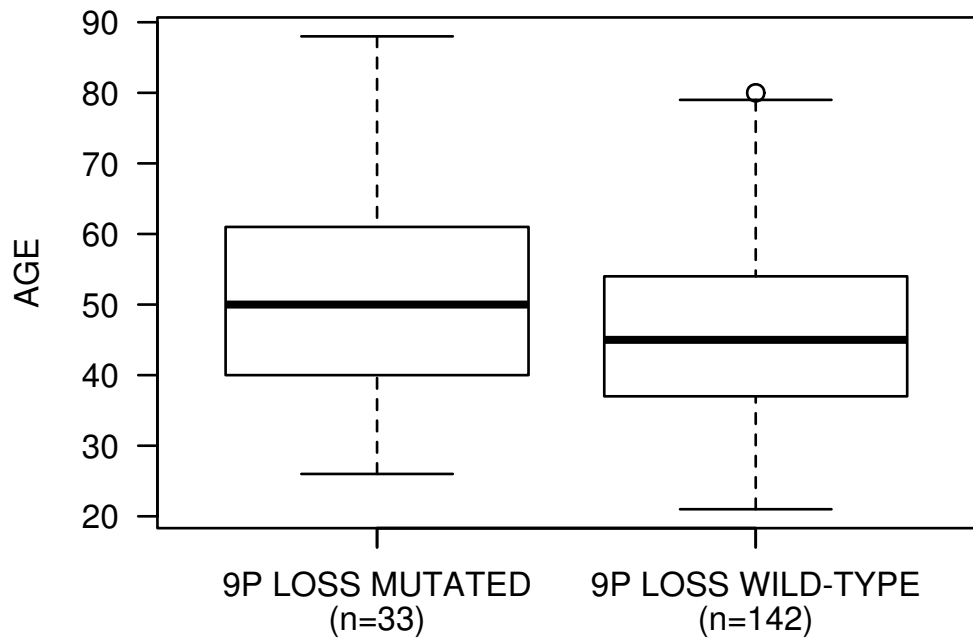 90
80
70
60
50
40
30
20
AGE
9P LOSS MUTATED
(n=33)
9P LOSS WILD-TYPE
(n=142)